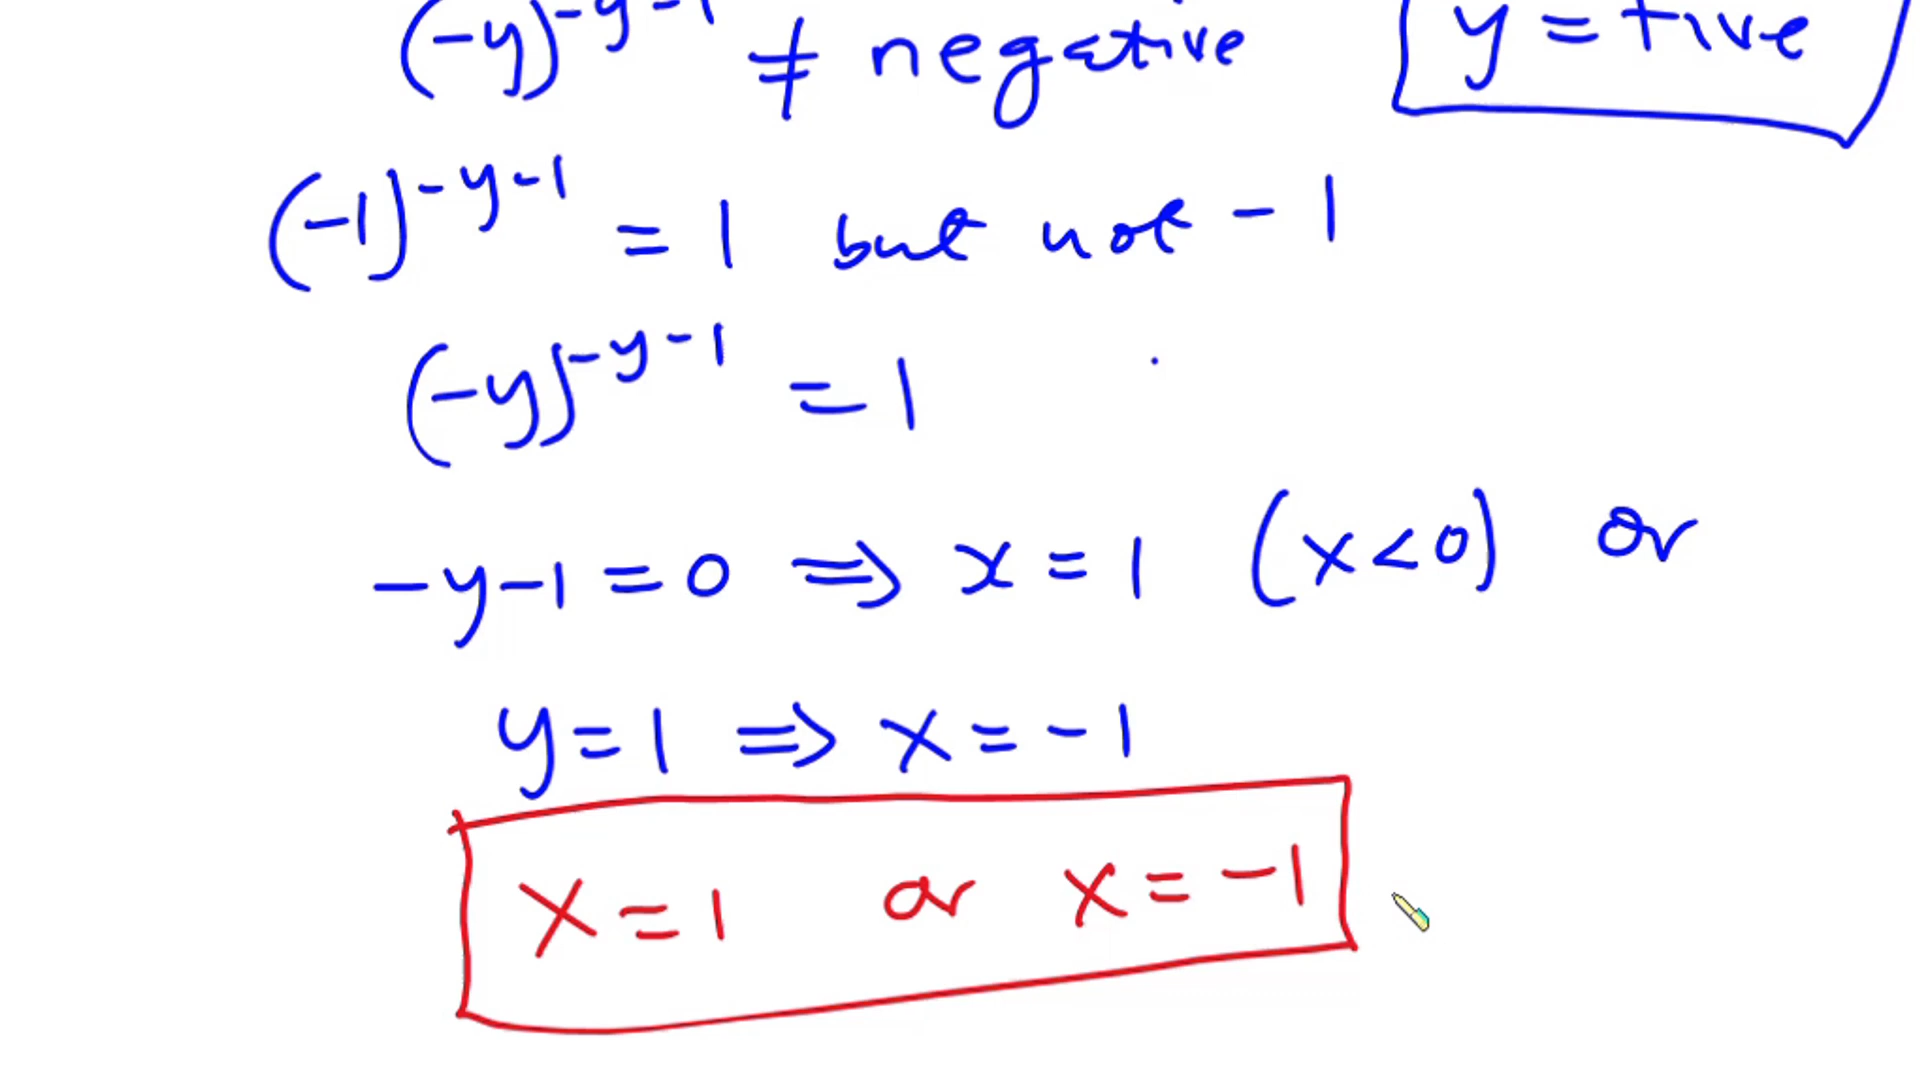 (-y)^{-y-1} ≠ negative y = +ive
(-1)^{-y-1} = 1 but not -1
(-y)^{-y-1} = 1
-y-1 = 0 ⇒ x = 1 (x<0) or
y = 1 ⇒ x = -1
x = 1 or x = -1